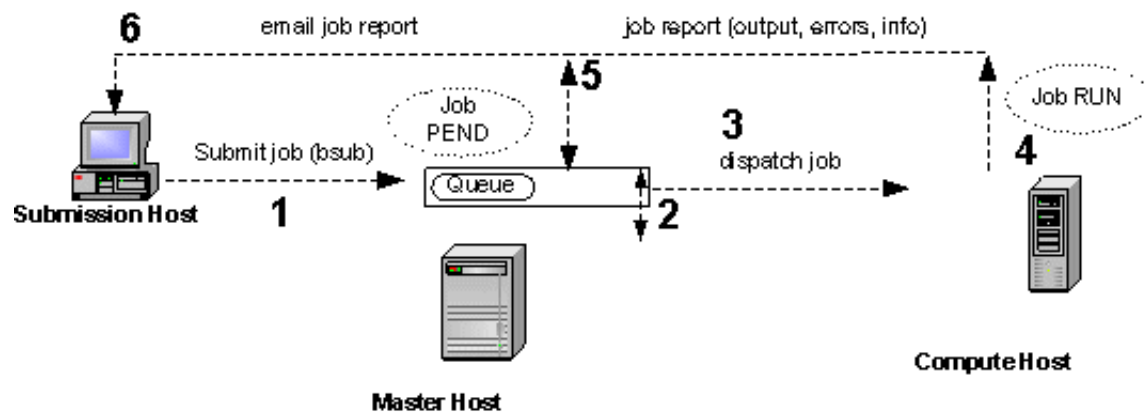 6
email job report
job report (output, errors, info)
5
Job
PEND
Job RUN
3
4
Submit job (bsub)
dispatch job
Queue
1
2
Submission Host
Compute Host
Master Host